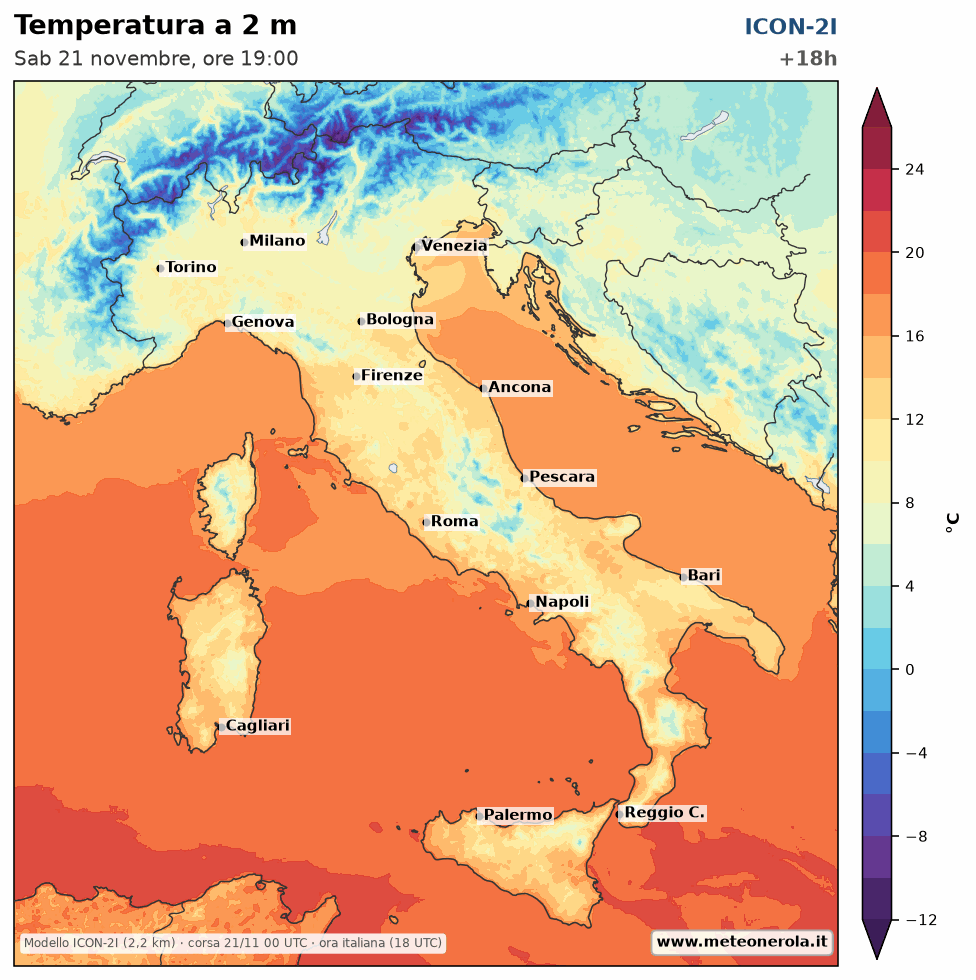 Temperatura a 2 m
ICON-2I
Sab 21 novembre, ore 19:00
+18h
Milano
Venezia
Torino
Genova
Bologna
Firenze
Ancona
Pescara
Roma
Bari
Napoli
Cagliari
Palermo
Reggio C.
24
20
16
12
8
4
0
−4
−8
−12
°C
Modello ICON-2I (2,2 km) · corsa 21/11 00 UTC · ora italiana (18 UTC)
www.meteonerola.it